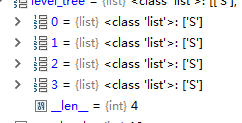 level_tree = {list} <class 'list'>: [['S'],
0 = {list} <class 'list'>: ['S']
1 = {list} <class 'list'>: ['S']
2 = {list} <class 'list'>: ['S']
3 = {list} <class 'list'>: ['S']
__len__ = {int} 4